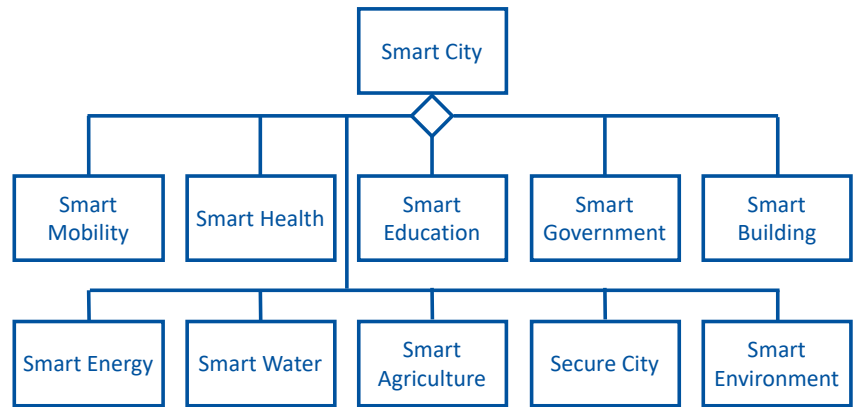 Smart City
Smart
Mobility
Smart Health
Smart
Education
Smart
Government
Smart
Building
Smart Energy
Smart Water
Smart
Agriculture
Secure City
Smart
Environment